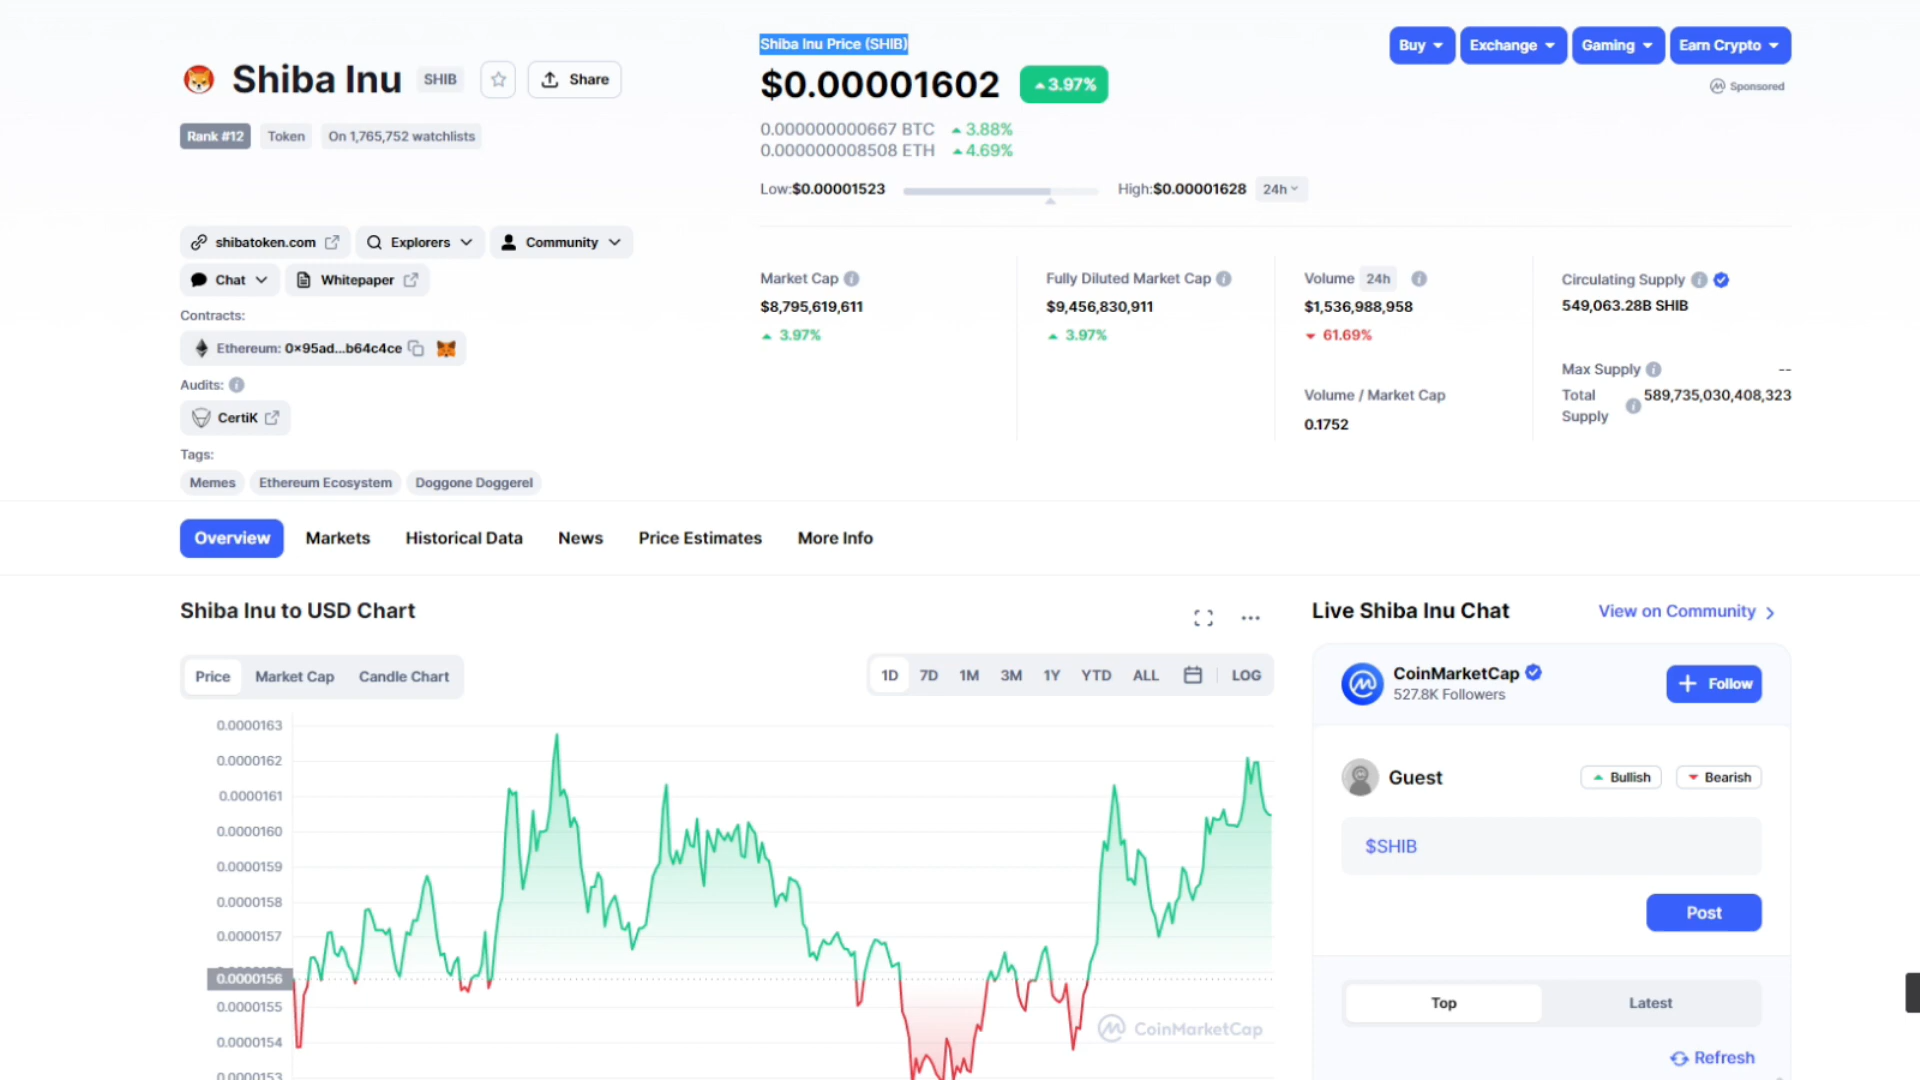 Shiba Inu SHIB Share
Rank #12 Token On 1,765,752 watchlists
shibatoken.com Explorers Community
Chat Whitepaper
Contracts:
Ethereum: 0×95ad...b64c4ce
Audits:
CertiK
Tags:
Memes Ethereum Ecosystem Doggone Doggerel
Shiba Inu Price (SHIB)
$0.00001602 3.97%
0.000000000667 BTC 3.88%
0.000000008508 ETH 4.69%
Low:$0.00001523 High:$0.00001628 24h
Buy Exchange Gaming Earn Crypto
Sponsored
Market Cap
$8,795,619,611
3.97%
Fully Diluted Market Cap
$9,456,830,911
3.97%
Volume 24h
$1,536,988,958
61.69%
Volume / Market Cap
0.1752
Circulating Supply
549,063.28B SHIB
Max Supply --
Total Supply 589,735,030,408,323
Overview Markets Historical Data News Price Estimates More Info
Shiba Inu to USD Chart
Price Market Cap Candle Chart
1D 7D 1M 3M 1Y YTD ALL LOG
0.0000163
0.0000162
0.0000161
0.0000160
0.0000159
0.0000158
0.0000157
0.0000156
0.0000155
0.0000154
0.0000153
CoinMarketCap
Live Shiba Inu Chat View on Community
CoinMarketCap
527.8K Followers
Follow
Guest Bullish Bearish
$SHIB
Post
Top Latest
Refresh